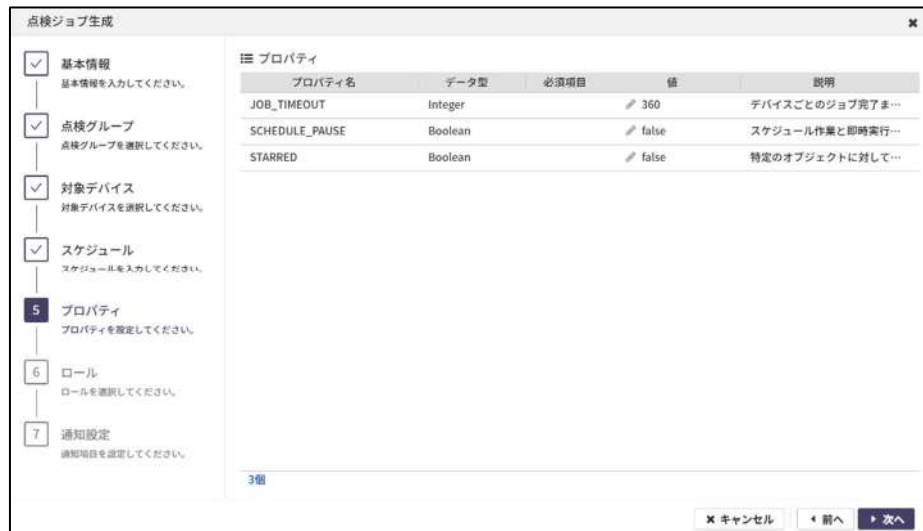 点検ジョブ生成
基本情報
基本情報を入力してください。
点検グループ
点検グループを選択してください。
対象デバイス
対象デバイスを選択してください。
スケジュール
スケジュールを入力してください。
5 プロパティ
プロパティを設定してください。
6 ロール
ロールを選択してください。
7 通知設定
通知項目を設定してください。
プロパティ
プロパティ名 データ型 必須項目 値 説明
JOB_TIMEOUT Integer 360 デバイスごとのジョブ完了ま…
SCHEDULE_PAUSE Boolean false スケジュール作業と即時実行…
STARRED Boolean false 特定のオブジェクトに対して…
3個
キャンセル 前へ 次へ